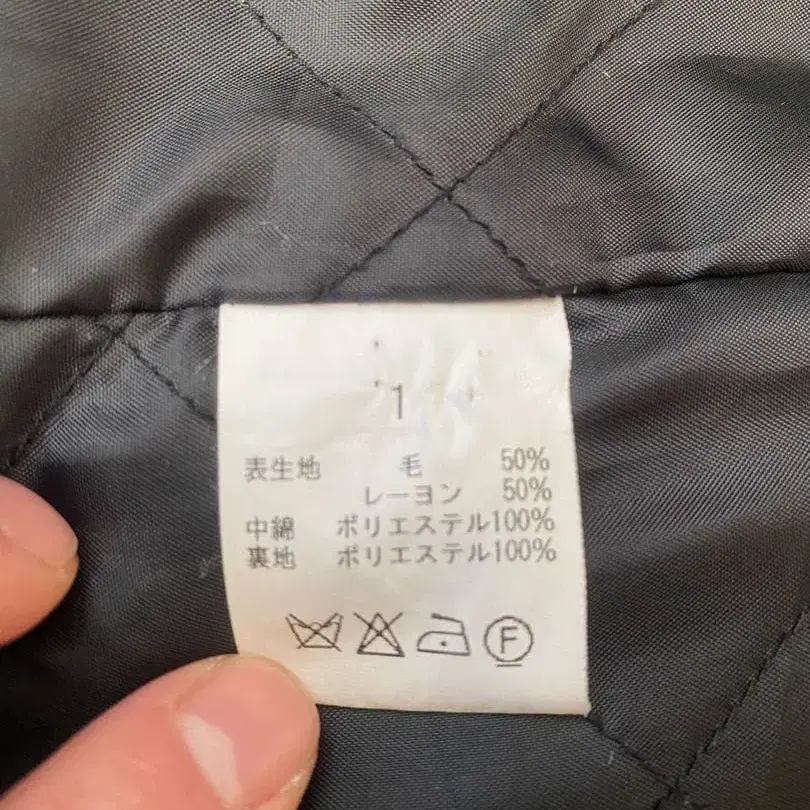 1
表生地 毛 50%
レーヨン 50%
中綿 ポリエステル100%
裏地 ポリエステル100%
F